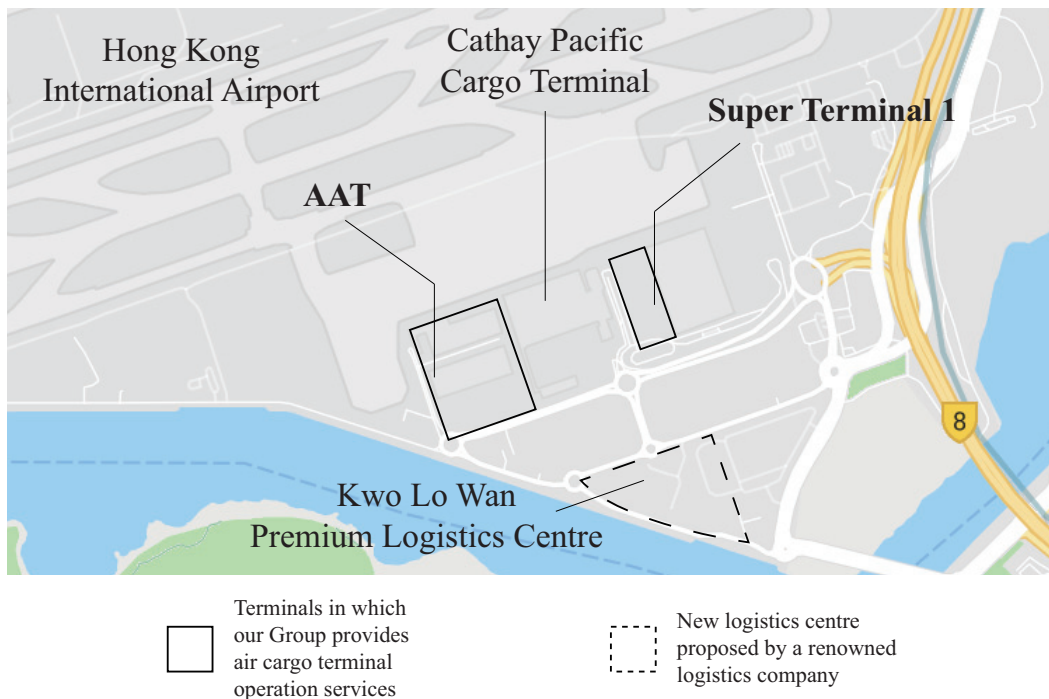 Hong Kong
International Airport
Cathay Pacific
Cargo Terminal
Super Terminal 1
AAT
8
Kwo Lo Wan
Premium Logistics Centre
Terminals in which
our Group provides
air cargo terminal
operation services
New logistics centre
proposed by a renowned
logistics company